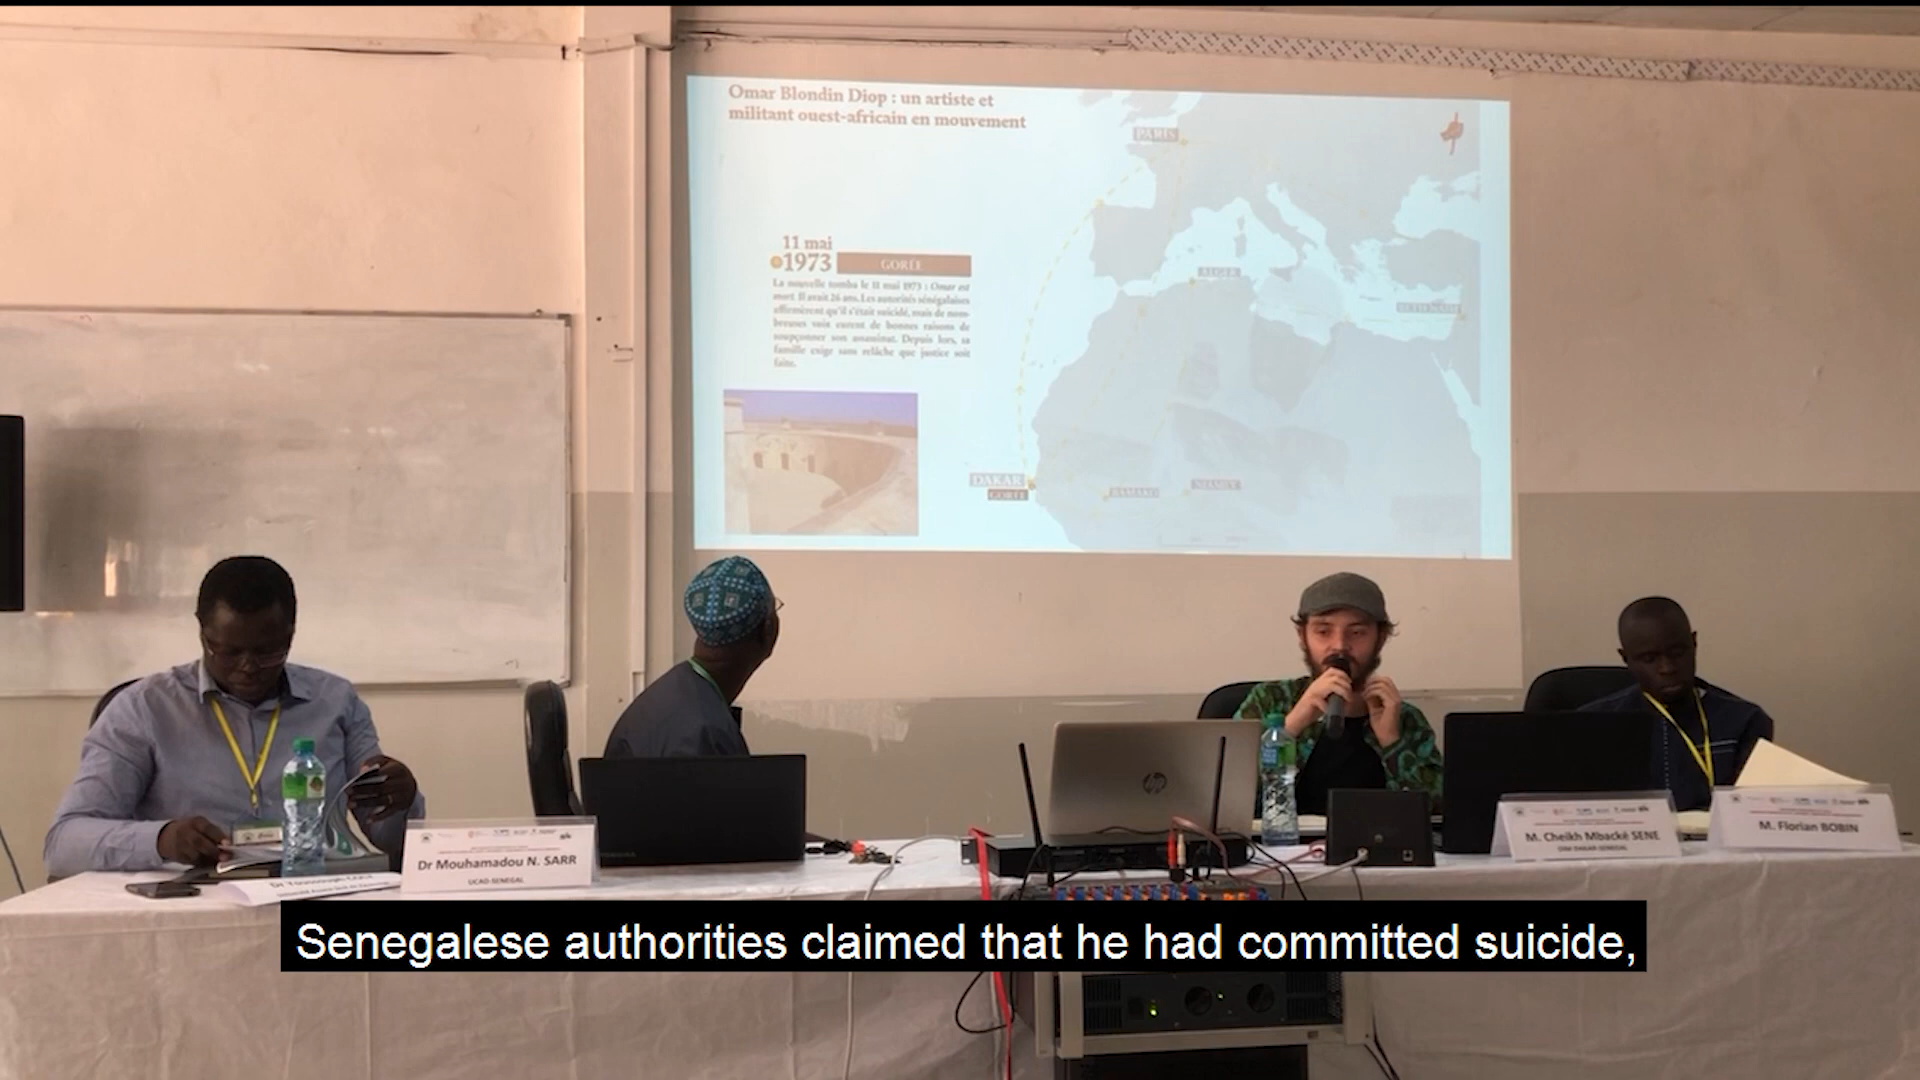 Omar Blondin Diop : un artiste et
militant ouest-africain en mouvement
PARIS
11 mai
1973
GORÉE
La nouvelle tomba le 11 mai 1973 : Omar est
mort. Il avait 26 ans. Les autorités sénégalaises
affirmèrent qu'il s'était suicidé, mais de nom-
breuses voix eurent de bonnes raisons de
soupçonner son assassinat. Depuis lors, sa
famille exige sans relâche que justice soit
faite.
ALGER
DAKAR
GORÉE
BAMAKO
NIAMEY
hp
Dr Mouhamadou N. SARR
UCAD-SENEGAL
M. Cheikh Mbacké SENE
DAKAR-SENEGAL
M. Florian BOBIN
Senegalese authorities claimed that he had committed suicide,